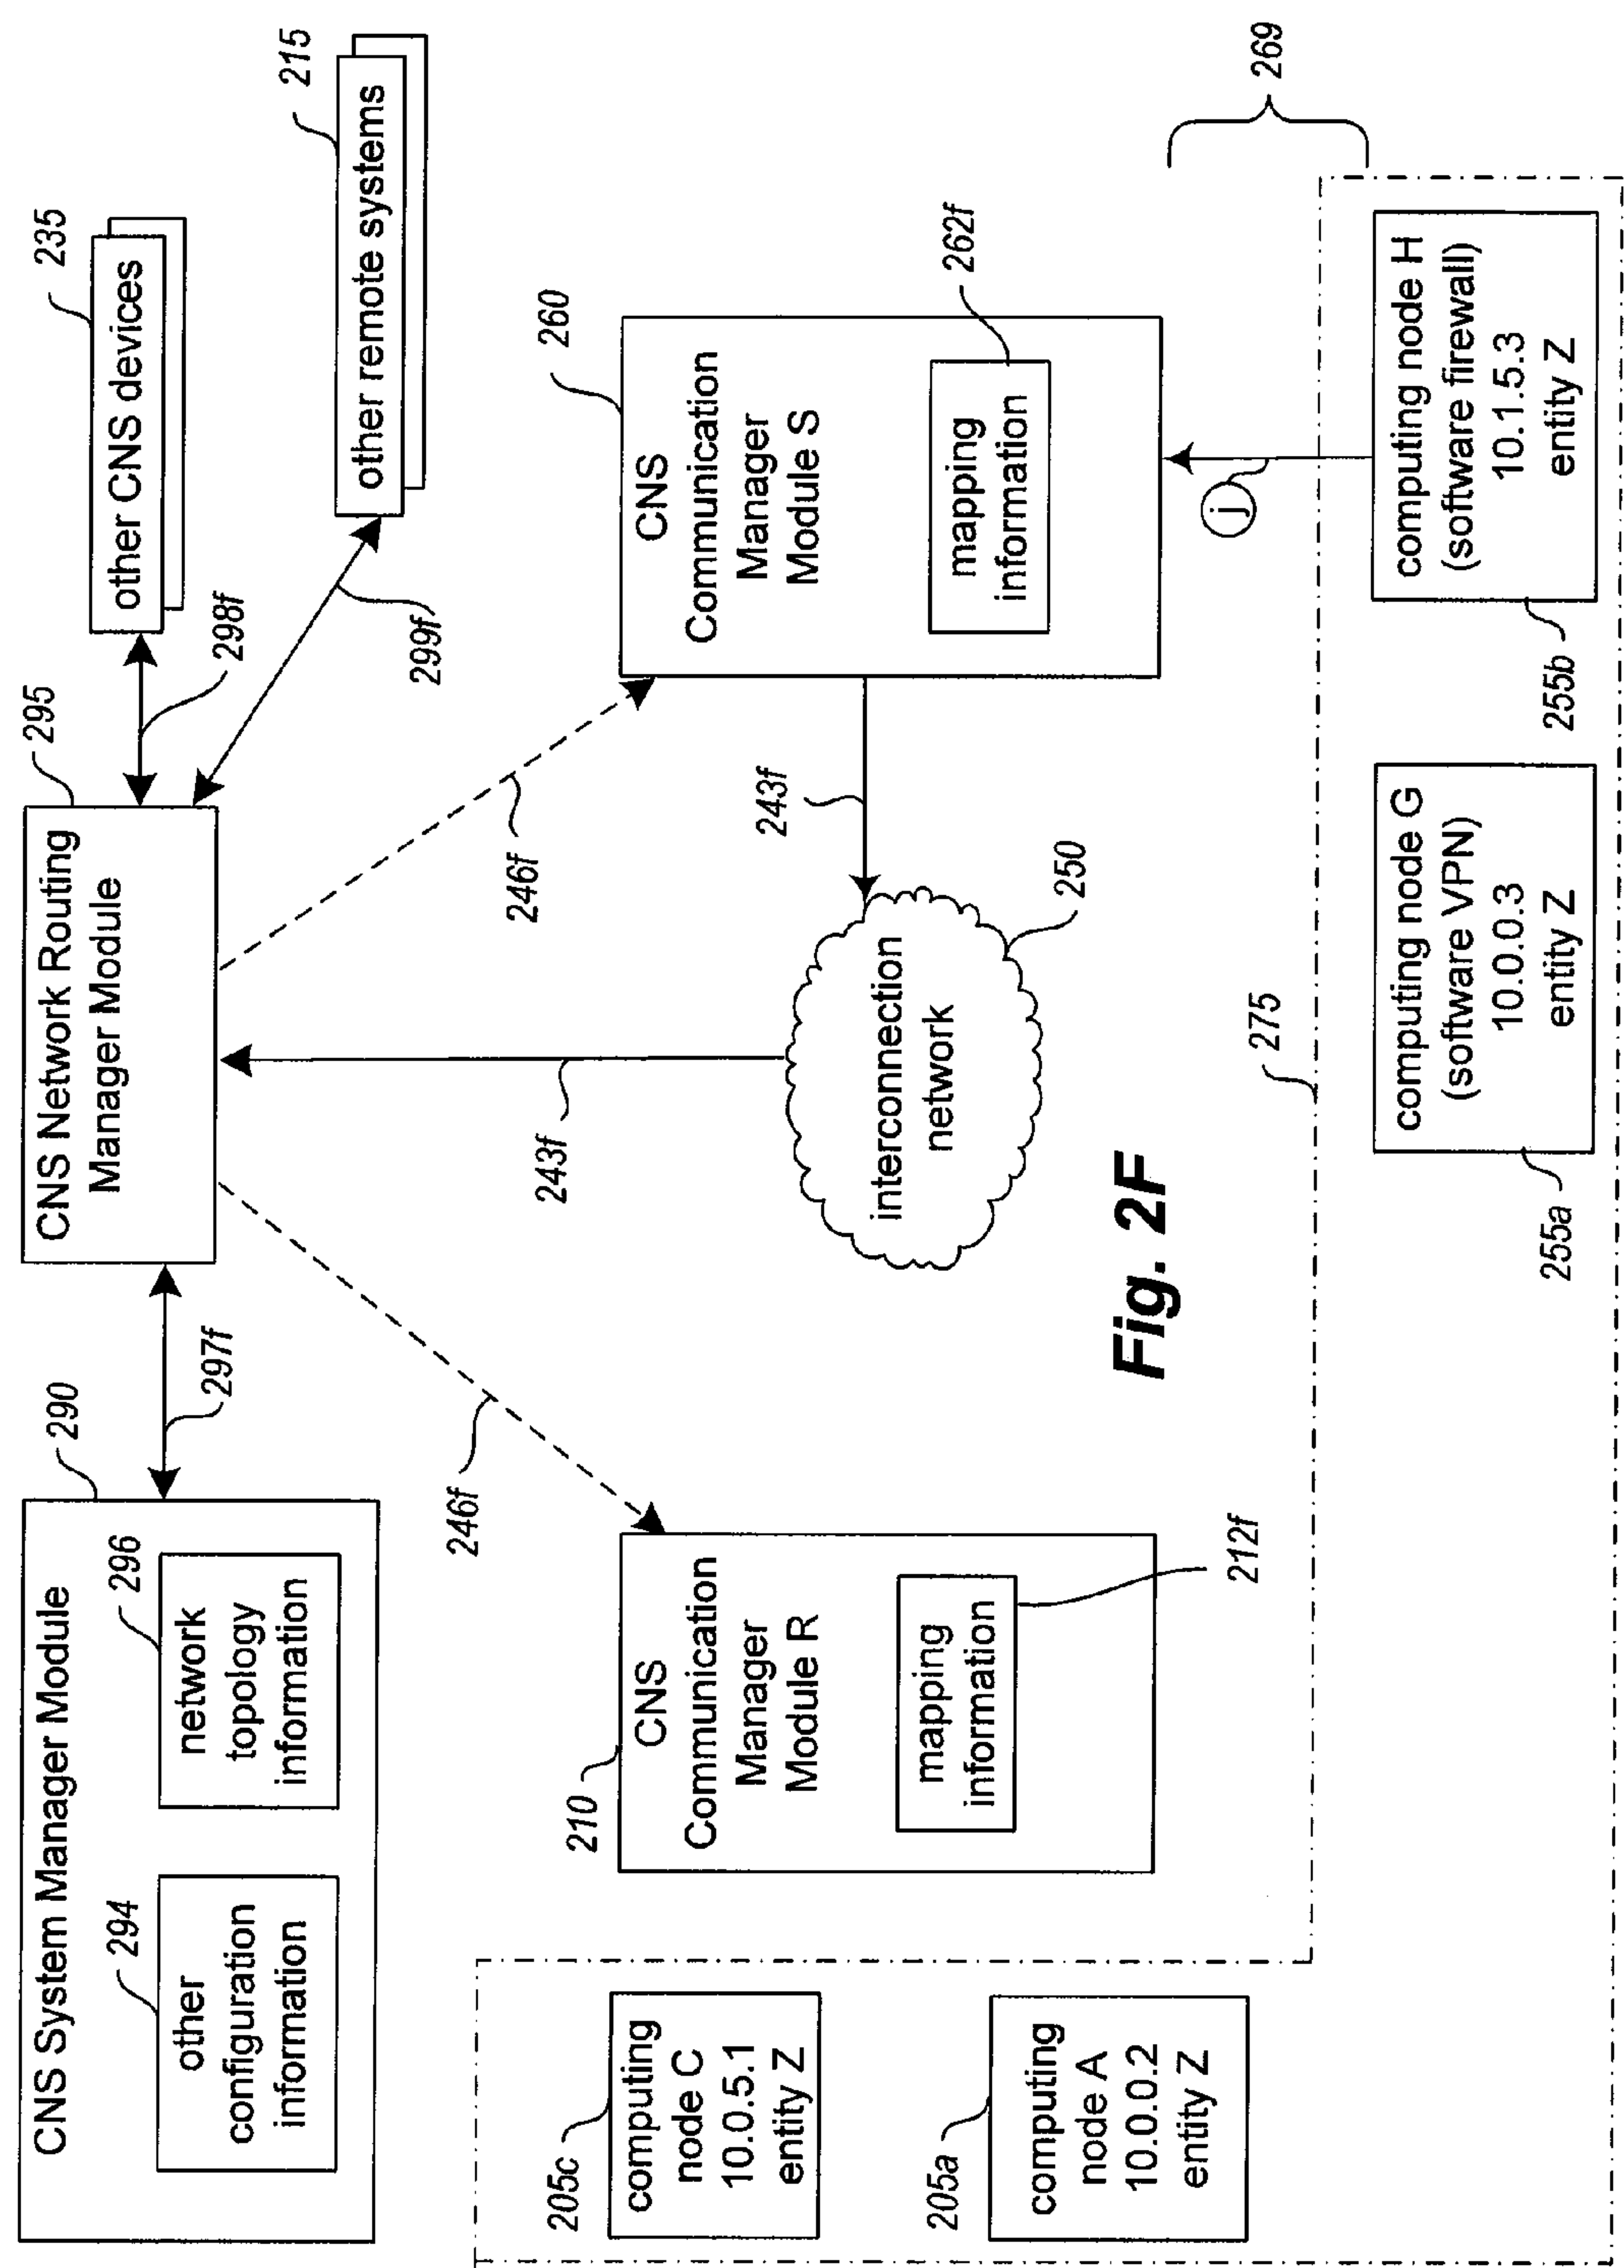 CNS System Manager Module
290
294
other
configuration
information
296
network
topology
information
297f
CNS Network Routing
Manager Module
295
298f
other CNS devices
235
299f
other remote systems
215
246f
243f
246f
205c
computing
node C
10.0.5.1
entity Z
205a
computing
node A
10.0.0.2
entity Z
210
CNS
Communication
Manager
Module R
mapping
information
212f
interconnection
network
250
243f
260
CNS
Communication
Manager
Module S
mapping
information
262f
j
269
Fig. 2F
275
255a
computing node G
(software VPN)
10.0.0.3
entity Z
255b
computing node H
(software firewall)
10.1.5.3
entity Z